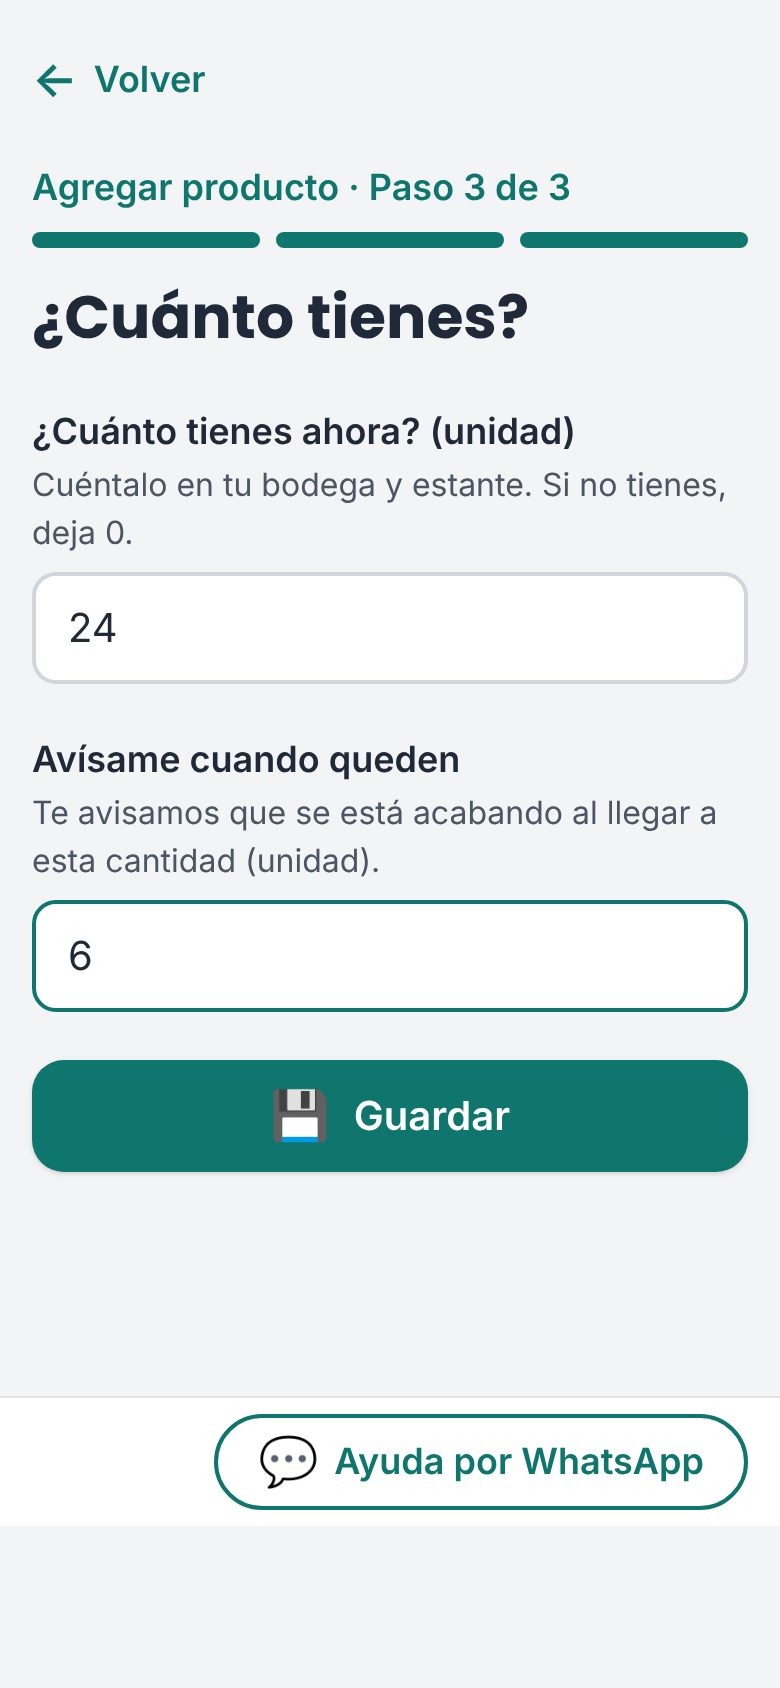 Volver
Agregar producto · Paso 3 de 3
¿Cuánto tienes?
¿Cuánto tienes ahora? (unidad)
Cuéntalo en tu bodega y estante. Si no tienes,
deja 0.
24
Avísame cuando queden
Te avisamos que se está acabando al llegar a
esta cantidad (unidad).
6
Guardar
Ayuda por WhatsApp